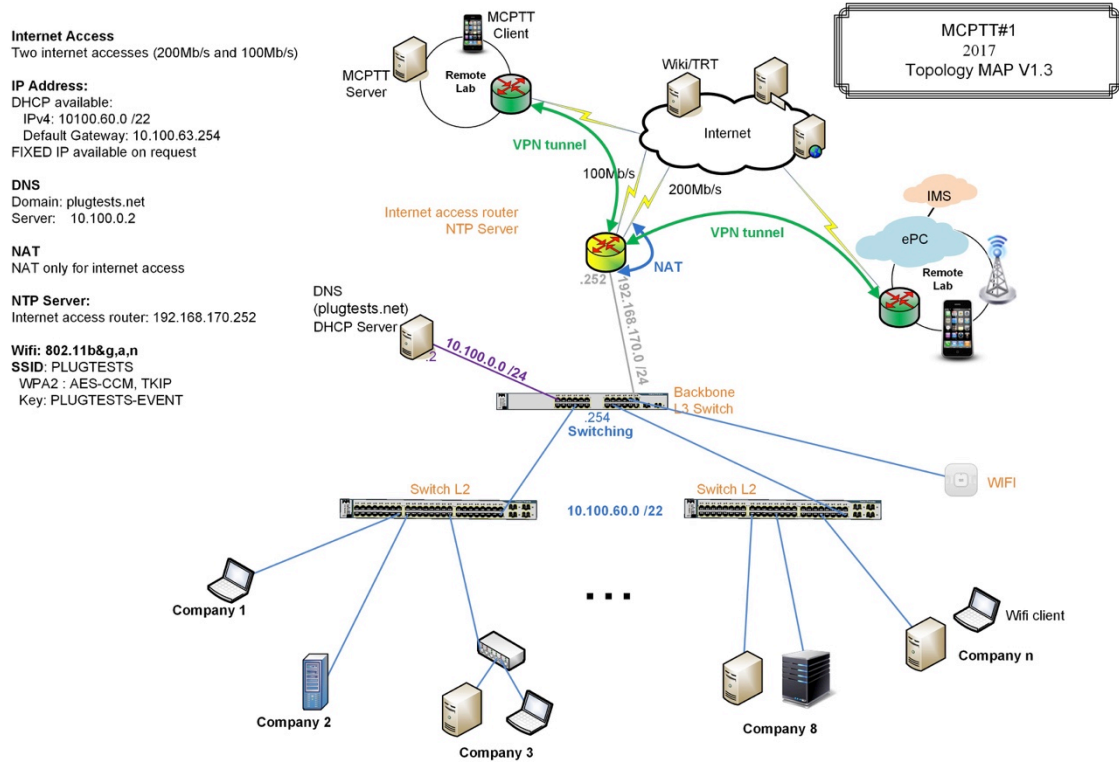 Internet Access
Two internet accesses (200Mb/s and 100Mb/s)
IP Address:
DHCP available:
IPv4: 10100.60.0 /22
Default Gateway: 10.100.63.254
FIXED IP available on request
DNS
Domain: plugtests.net
Server: 10.100.0.2
NAT
NAT only for internet access
NTP Server:
Internet access router: 192.168.170.252
Wifi: 802.11b&g,a,n
SSID: PLUGTESTS
WPA2 : AES-CCM, TKIP
Key: PLUGTESTS-EVENT
MCPTT#1
2017
Topology MAP V1.3
MCPTT
Client
MCPTT
Server
Remote
Lab
Wiki/TRT
Internet
VPN tunnel
100Mb/s
200Mb/s
IMS
ePC
Remote
Lab
Internet access router
NTP Server
VPN tunnel
NAT
.252
192.168.170.0 /24
DNS
(plugtests.net)
DHCP Server
.2
10.100.0.0 /24
Backbone
L3 Switch
.254
Switching
WIFI
Switch L2
10.100.60.0 /22
Switch L2
Company 1
...
Wifi client
Company n
Company 2
Company 3
Company 8